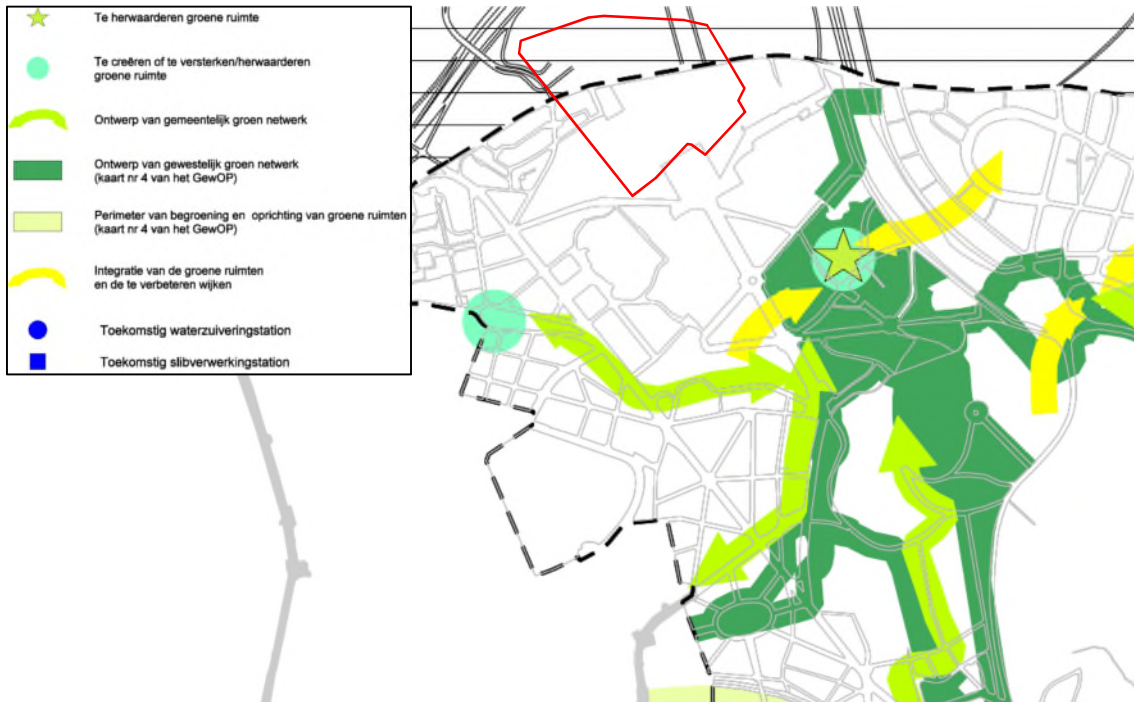 Te herwaarderen groene ruimte
Te creëren of te versterken/herwaarderen
groene ruimte
Ontwerp van gemeentelijk groen netwerk
Ontwerp van gewestelijk groen netwerk
(kaart nr 4 van het GewOP)
Perimeter van begroening en oprichting van groene ruimten
(kaart nr 4 van het GewOP)
Integratie van de groene ruimten
en de te verbeteren wijken
Toekomstig waterzuiveringstation
Toekomstig slibverwerkingstation